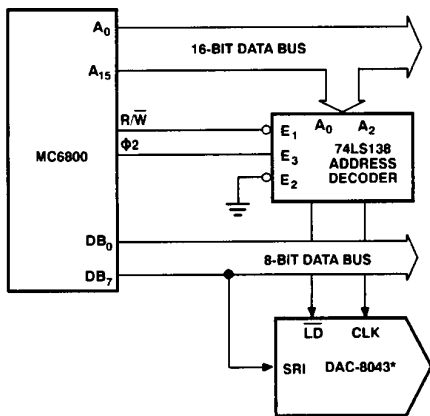 A0
16-BIT DATA BUS
A15
MC6800
R/W̅
E1
A0 A2
ϕ2
E3
74LS138
ADDRESS
DECODER
E2
DB0
8-BIT DATA BUS
DB7
L̅D̅ CLK
SRI DAC-8043*